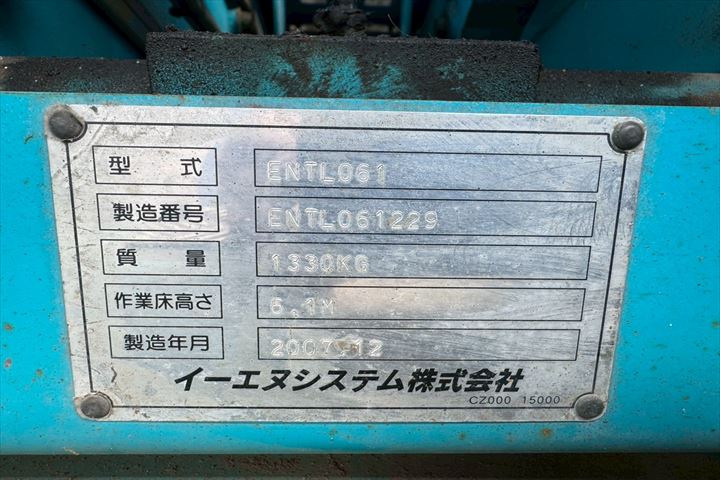 型式 ENTL061
製造番号 ENTL061229
質量 1330KG
作業床高さ 6.1M
製造年月 2007.12
イーエヌシステム株式会社
CZ000 15000